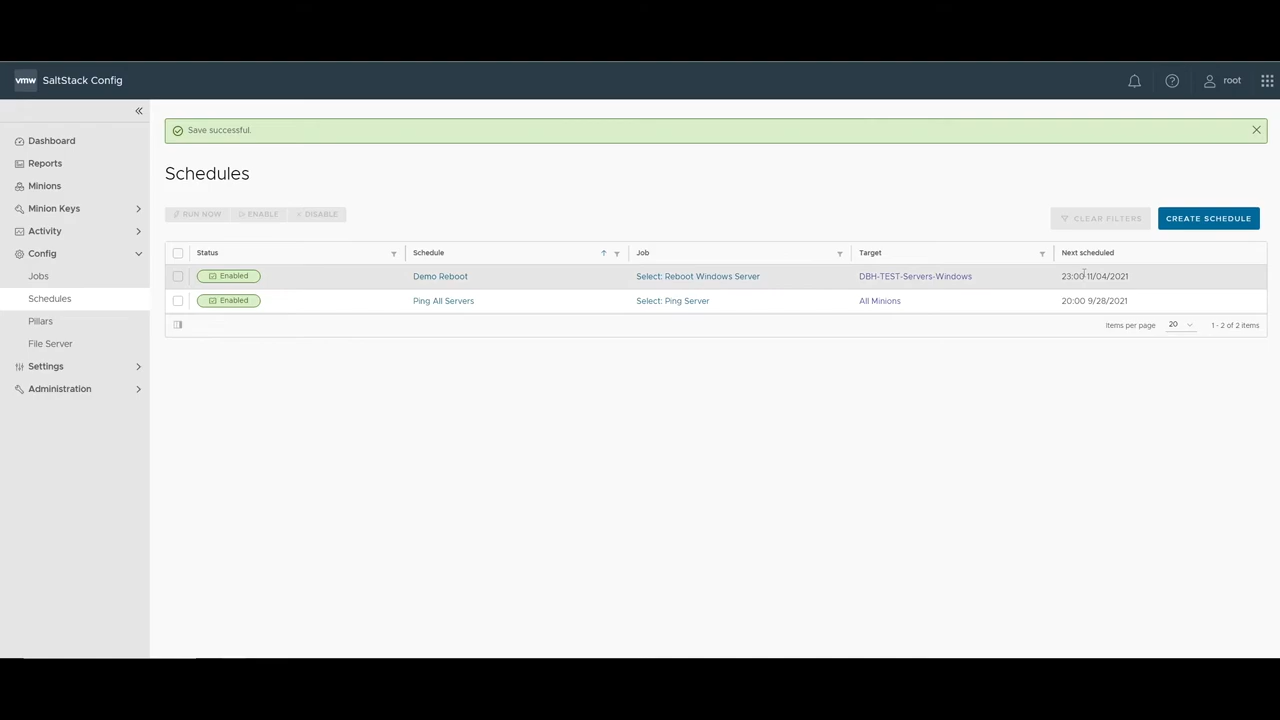 vmw SaltStack Config root
Save successful.
Dashboard
Reports
Minions
Minion Keys
Activity
Config
Jobs
Schedules
Pillars
File Server
Settings
Administration
Schedules
RUN NOW ENABLE DISABLE
CLEAR FILTERS CREATE SCHEDULE
Status Schedule Job Target Next scheduled
Enabled Demo Reboot Select: Reboot Windows Server DBH-TEST-Servers-Windows 23:00 11/04/2021
Enabled Ping All Servers Select: Ping Server All Minions 20:00 9/28/2021
Items per page 20 1 - 2 of 2 items